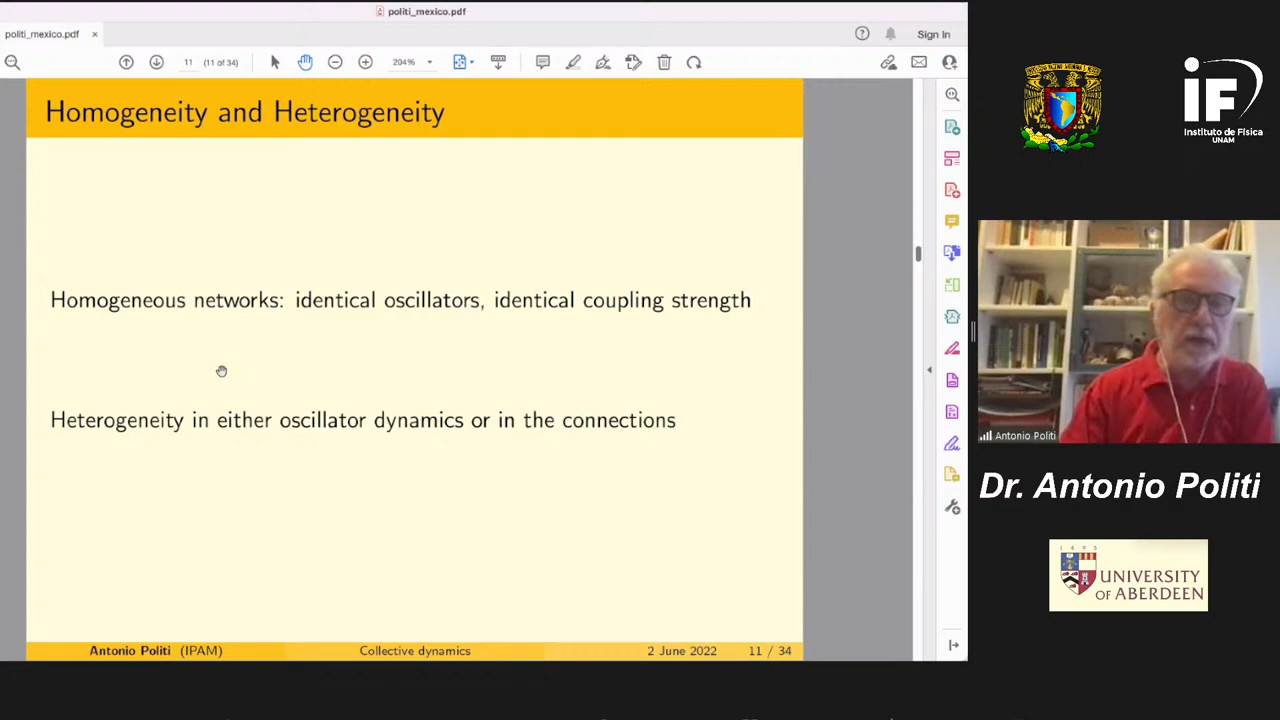 politi_mexico.pdf
politi_mexico.pdf ×
Sign In
11 (11 of 34)
204%
Homogeneity and Heterogeneity
Homogeneous networks: identical oscillators, identical coupling strength
Heterogeneity in either oscillator dynamics or in the connections
Antonio Politi (IPAM)
Collective dynamics
2 June 2022
11 / 34
iF
Instituto de Física
UNAM
Antonio Politi
Dr. Antonio Politi
1495
UNIVERSITY
OF ABERDEEN